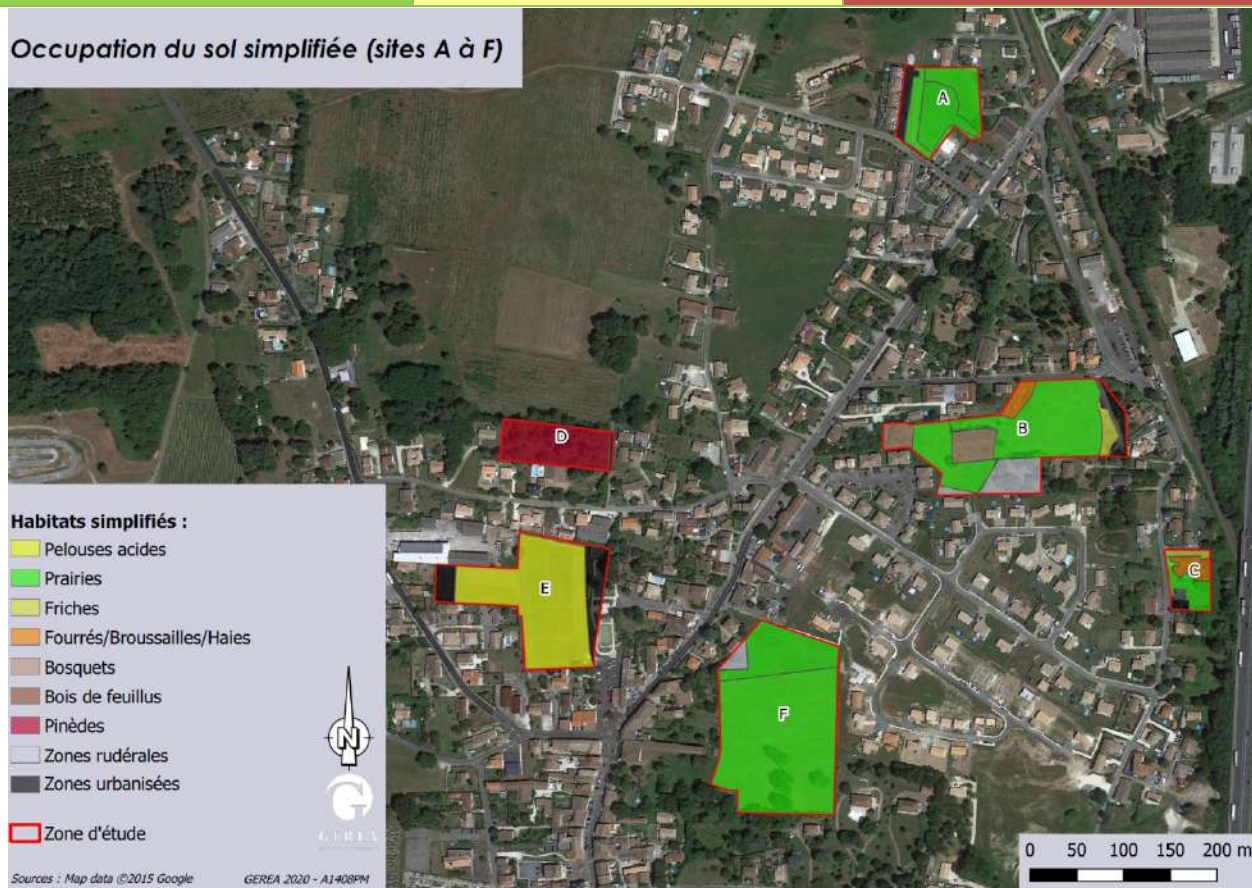 Occupation du sol simplifiée (sites A à F)
A
B
C
D
E
F
Habitats simplifiés :
Pelouses acides
Prairies
Friches
Fourrés/Broussailles/Haies
Bosquets
Bois de feuillus
Pinèdes
Zones rudérales
Zones urbanisées
Zone d'étude
N
G
GEREA
0 50 100 150 200 m
Sources : Map data ©2015 Google GEREA 2020 - A1408PM